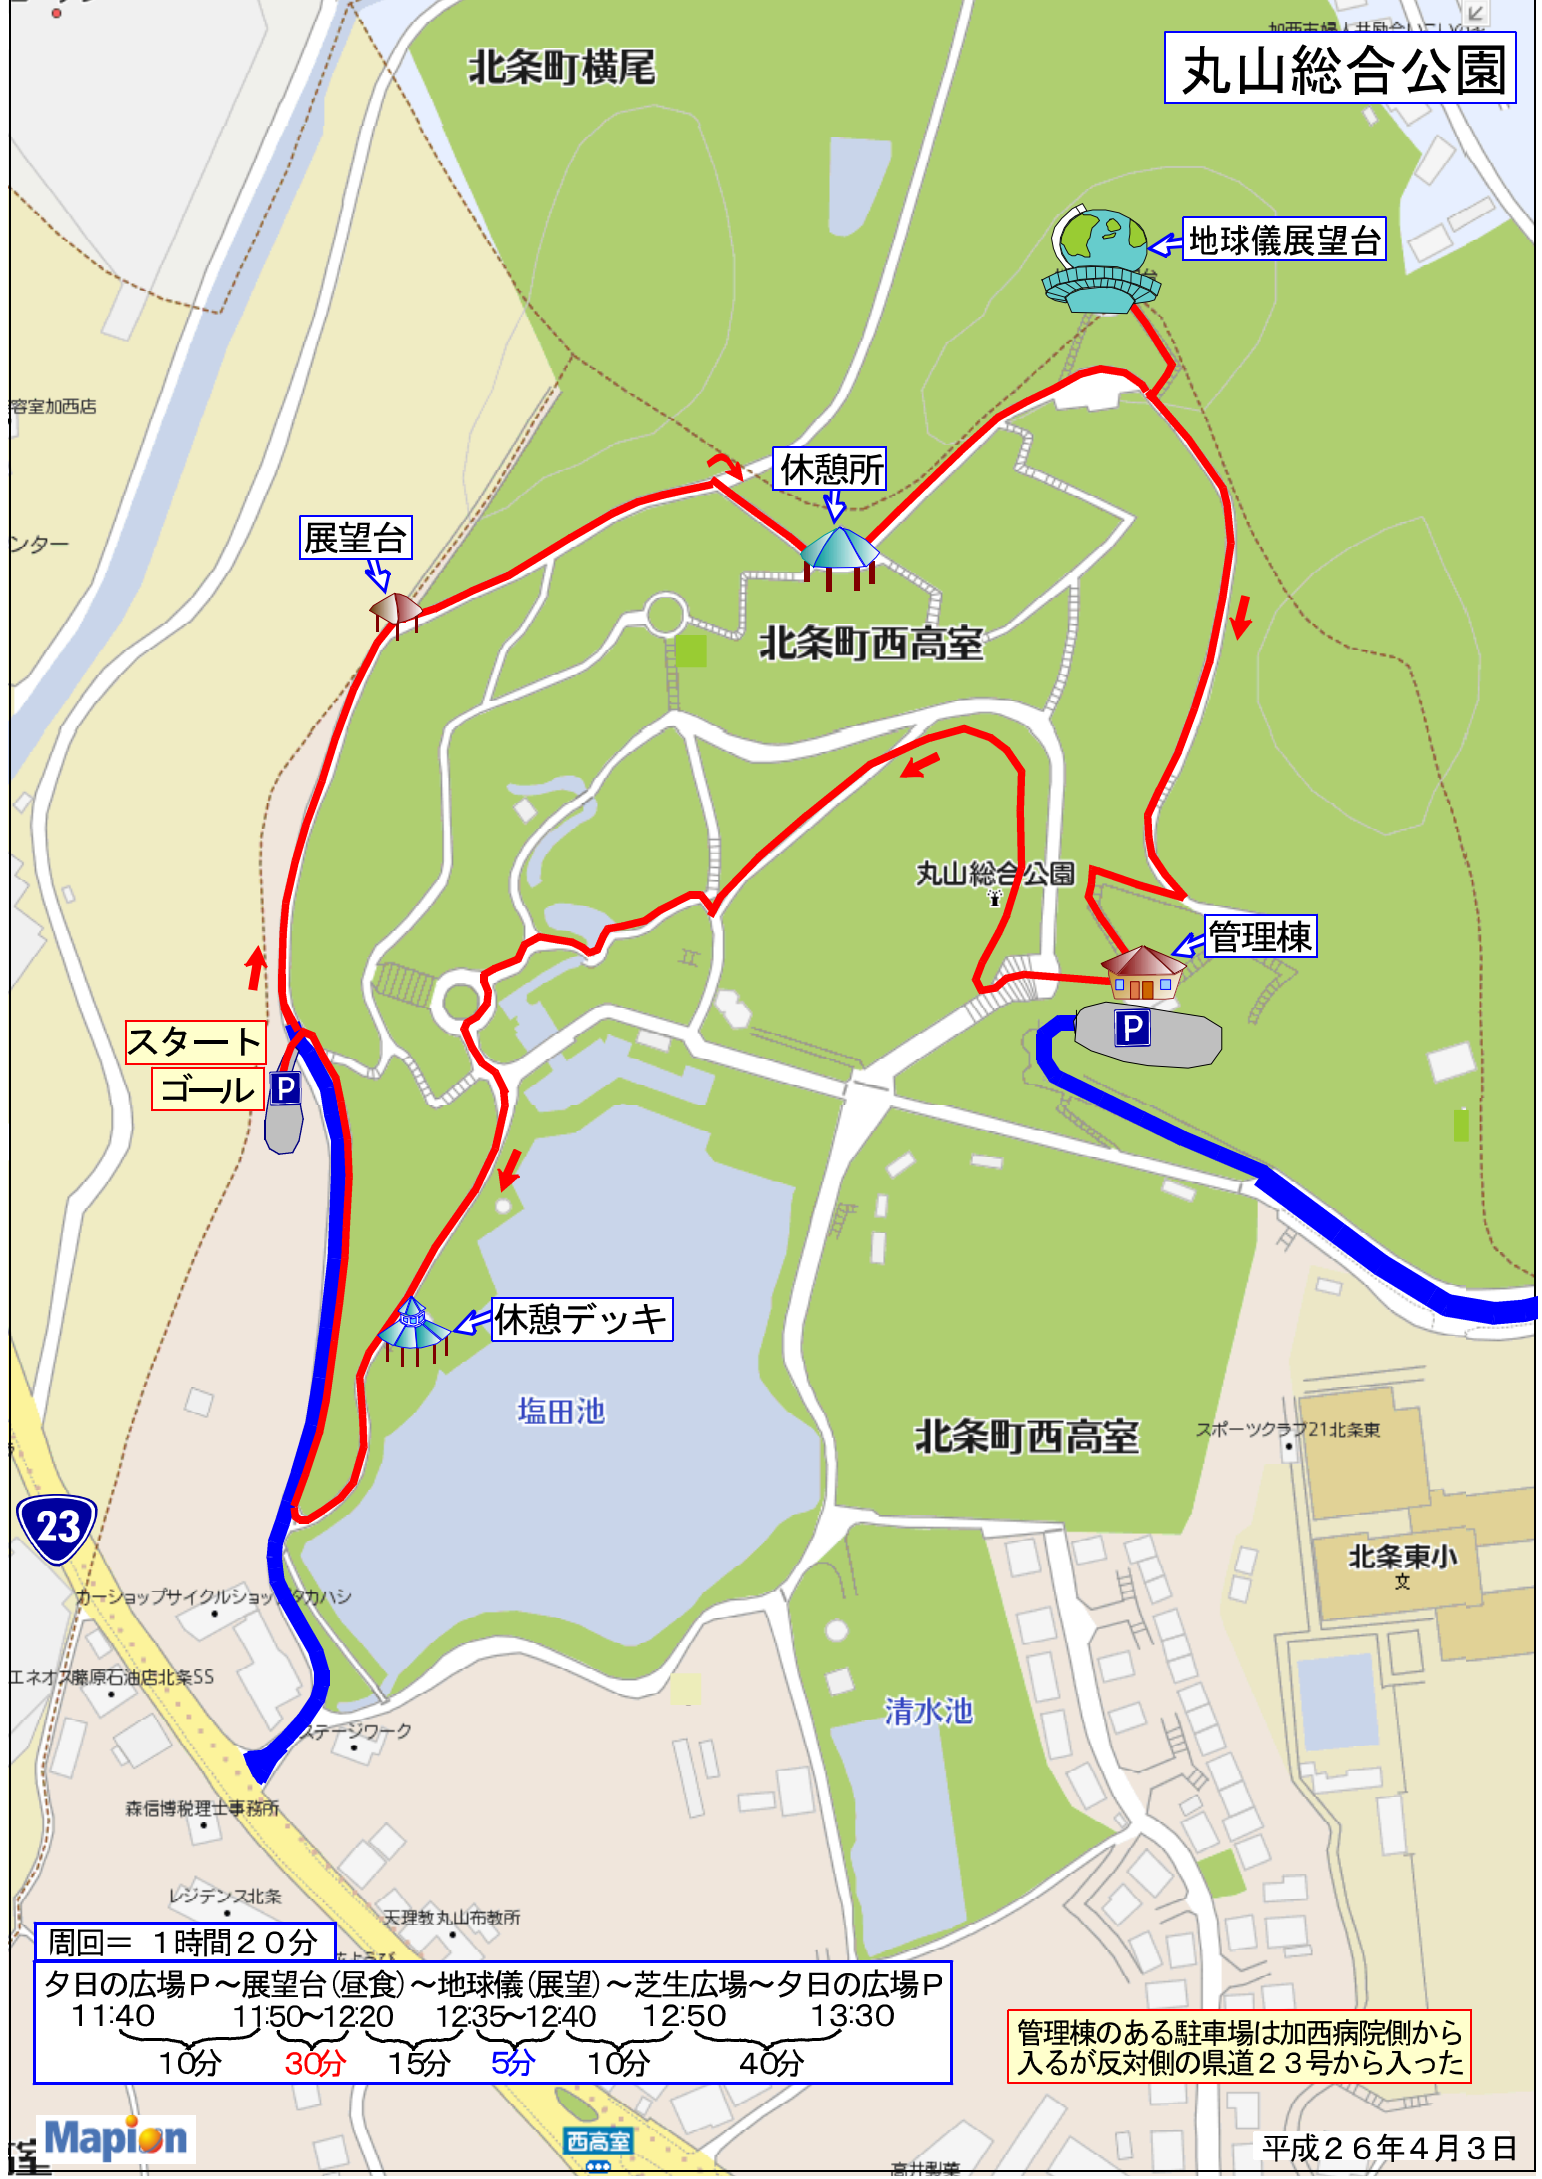 丸山総合公園
北条町横尾
地球儀展望台
容室加西店
休憩所
展望台
ンター
北条町西高室
丸山総合公園
管理棟
P
スタート
ゴール
P
休憩デッキ
塩田池
北条町西高室
スポーツクラブ21北条東
23
北条東小
文
カーショップサイクルショップタカハシ
エネオス藤原石油店北条SS
清水池
ステージワーク
森信博税理士事務所
レジデンス北条
天理教丸山布教所
周回＝ 1時間20分
夕日の広場P～展望台(昼食)～地球儀(展望)～芝生広場～夕日の広場P
11:40 11:50～12:20 12:35～12:40 12:50 13:30
10分 30分 15分 5分 10分 40分
管理棟のある駐車場は加西病院側から
入るが反対側の県道23号から入った
Mapion
西高室
平成26年4月3日